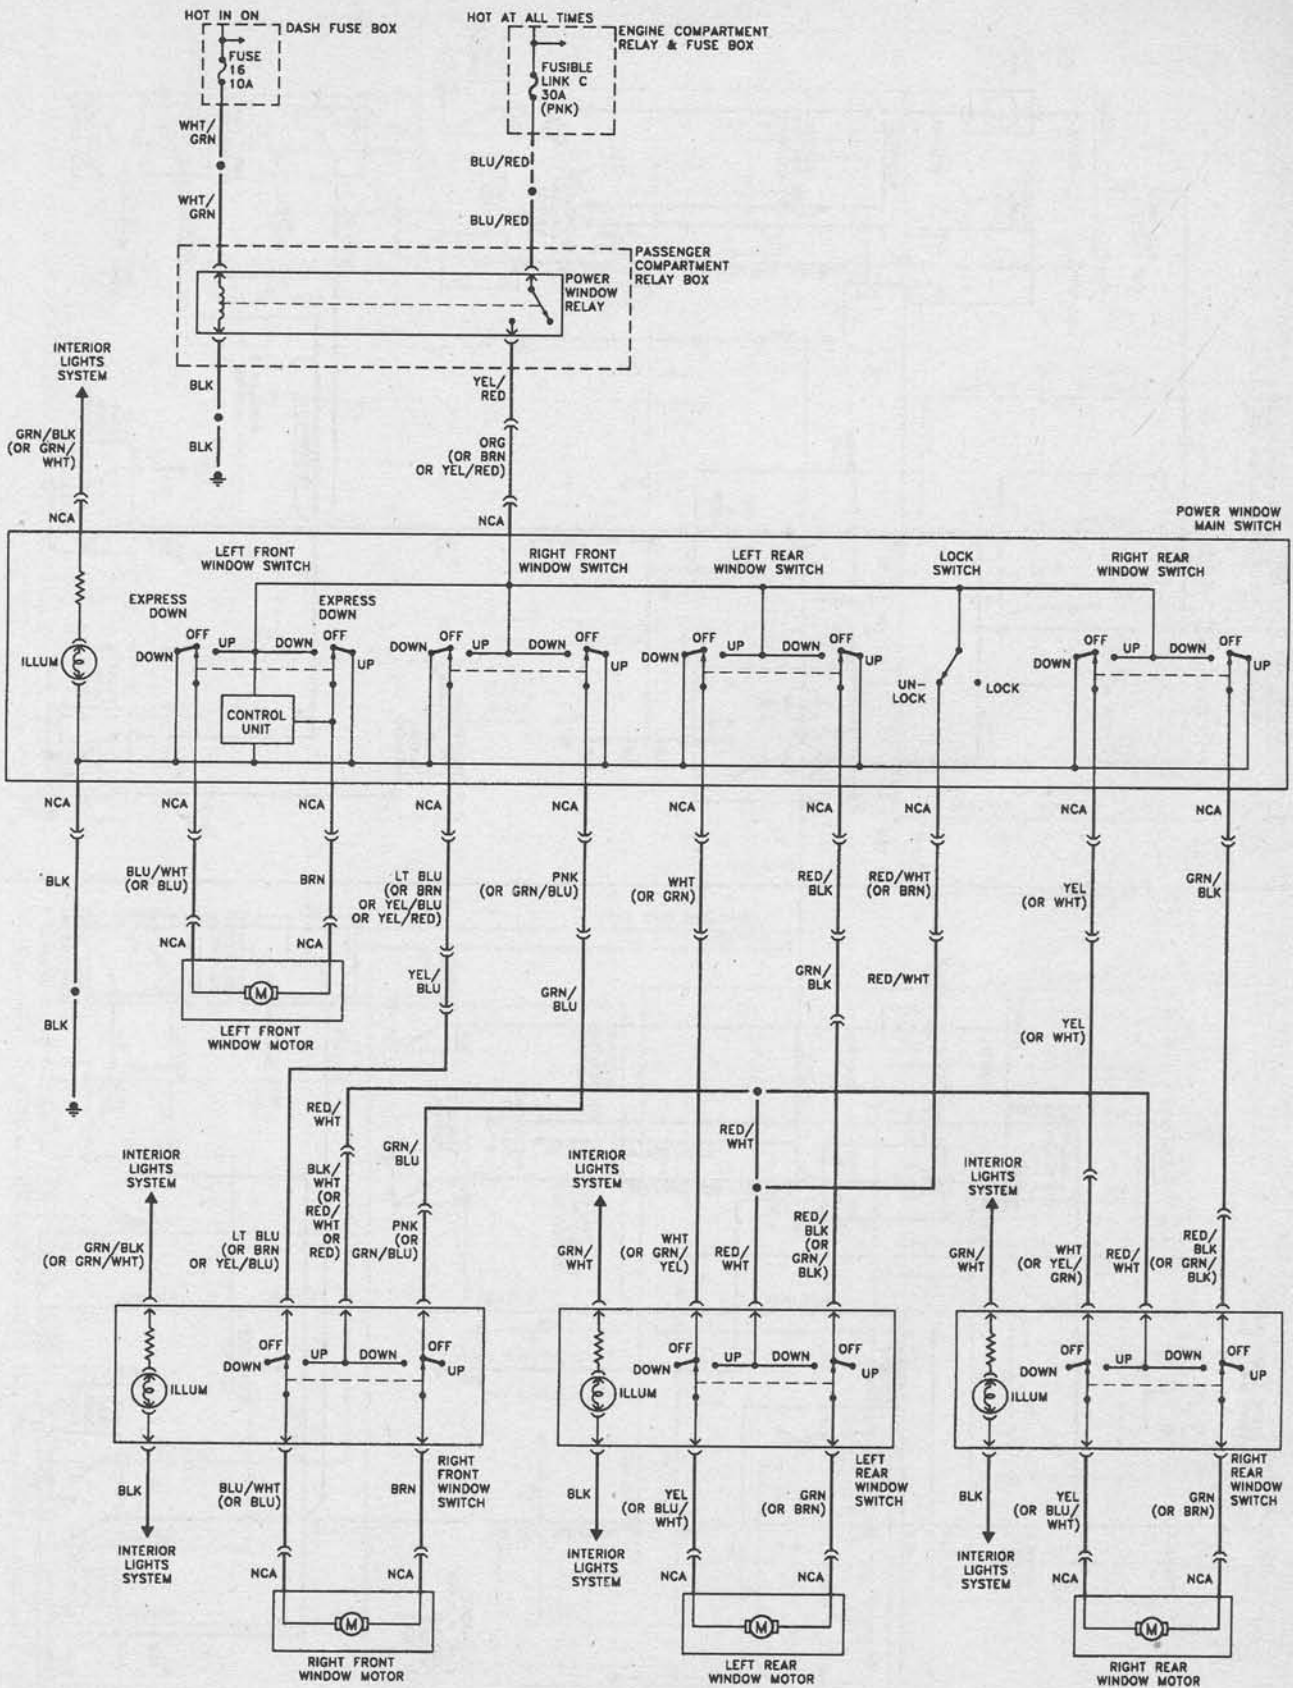 HOT IN ON
DASH FUSE BOX
FUSE
16
10A
HOT AT ALL TIMES
ENGINE COMPARTMENT
RELAY & FUSE BOX
FUSIBLE
LINK C
30A
(PNK)
WHT/
GRN
BLU/RED
WHT/
GRN
BLU/RED
PASSENGER
COMPARTMENT
RELAY BOX
POWER
WINDOW
RELAY
INTERIOR
LIGHTS
SYSTEM
BLK
YEL/
RED
GRN/BLK
(OR GRN/
WHT)
BLK
ORG
(OR BRN
OR YEL/RED)
NCA
NCA
POWER WINDOW
MAIN SWITCH
LEFT FRONT
WINDOW SWITCH
RIGHT FRONT
WINDOW SWITCH
LEFT REAR
WINDOW SWITCH
LOCK
SWITCH
RIGHT REAR
WINDOW SWITCH
EXPRESS
DOWN
EXPRESS
DOWN
ILLUM
DOWN
OFF
UP
DOWN
OFF
UP
DOWN
OFF
UP
DOWN
OFF
UP
DOWN
OFF
UP
DOWN
OFF
UP
UN-
LOCK
LOCK
DOWN
OFF
UP
DOWN
OFF
UP
CONTROL
UNIT
NCA
NCA
NCA
NCA
NCA
NCA
NCA
NCA
NCA
NCA
BLK
BLU/WHT
(OR BLU)
BRN
LT BLU
(OR BRN
OR YEL/BLU
OR YEL/RED)
PNK
(OR GRN/BLU)
WHT
(OR GRN)
RED/
BLK
RED/WHT
(OR BRN)
YEL
(OR WHT)
GRN/
BLK
NCA
NCA
YEL/
BLU
GRN/
BLU
GRN/
BLK
RED/WHT
BLK
LEFT FRONT
WINDOW MOTOR
YEL
(OR WHT)
RED/
WHT
GRN/
BLU
RED/
WHT
INTERIOR
LIGHTS
SYSTEM
BLK/
WHT
(OR
RED/
WHT
OR
RED)
INTERIOR
LIGHTS
SYSTEM
INTERIOR
LIGHTS
SYSTEM
GRN/BLK
(OR GRN/WHT)
LT BLU
(OR BRN
OR YEL/BLU)
PNK
(OR
GRN/BLU)
GRN/
WHT
WHT
(OR GRN/
YEL)
RED/
WHT
RED/
BLK
(OR
GRN/
BLK)
GRN/
WHT
WHT
(OR YEL/
GRN)
RED/
WHT
RED/
BLK
(OR GRN/
BLK)
ILLUM
DOWN
OFF
UP
DOWN
OFF
UP
ILLUM
DOWN
OFF
UP
DOWN
OFF
UP
ILLUM
DOWN
OFF
UP
DOWN
OFF
UP
RIGHT
FRONT
WINDOW
SWITCH
LEFT
REAR
WINDOW
SWITCH
RIGHT
REAR
WINDOW
SWITCH
BLK
BLU/WHT
(OR BLU)
BRN
BLK
YEL
(OR BLU/
WHT)
GRN
(OR BRN)
BLK
YEL
(OR BLU/
WHT)
GRN
(OR BRN)
INTERIOR
LIGHTS
SYSTEM
NCA
NCA
INTERIOR
LIGHTS
SYSTEM
NCA
NCA
INTERIOR
LIGHTS
SYSTEM
NCA
NCA
M
M
M
M
RIGHT FRONT
WINDOW MOTOR
LEFT REAR
WINDOW MOTOR
RIGHT REAR
WINDOW MOTOR